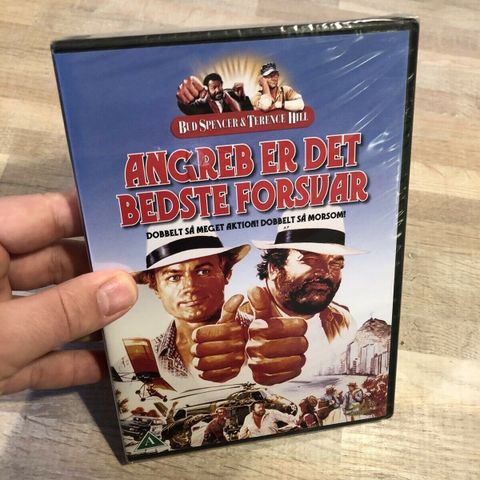 BUD SPENCER & TERENCE HILL
ANGREB ER DET
BEDSTE FORSVAR
DOBBELT SÅ MEGET AKTION! DOBBELT SÅ MORSOM!
A